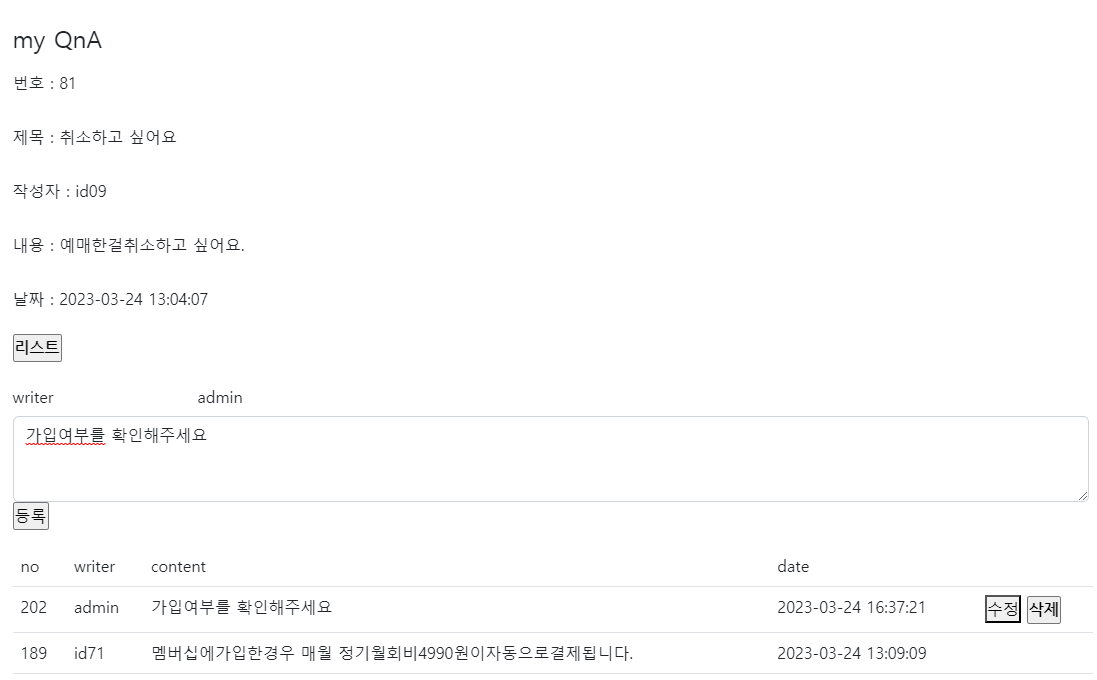 my QnA
번호 : 81
제목 : 취소하고 싶어요
작성자 : id09
내용 : 예매한걸취소하고 싶어요.
날짜 : 2023-03-24 13:04:07
리스트
writer admin
가입여부를 확인해주세요
등록
no writer content date
202 admin 가입여부를 확인해주세요 2023-03-24 16:37:21 수정 삭제
189 id71 멤버십에가입한경우 매월 정기월회비4990원이자동으로결제됩니다. 2023-03-24 13:09:09